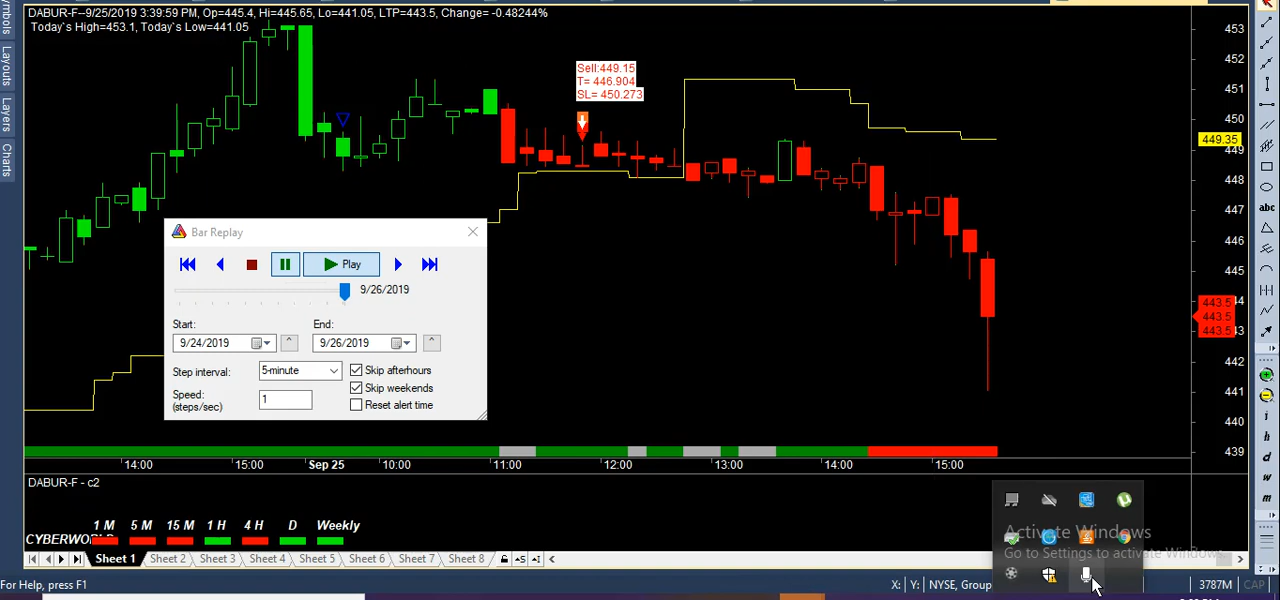 DABUR-F--9/25/2019 3:39:59 PM, Op=445.4, Hi=445.65, Lo=441.05, LTP=443.5, Change= -0.48244%
Today`s High=453.1, Today`s Low=441.05
Layouts
Layers
Charts
Sell:449.15
T= 446.904
SL= 450.273
453
452
451
450
449.35
449
448
447
446
445
443.5
443.5
443.5
442
441
440
439
Bar Replay
Play
9/26/2019
Start:
End:
9/24/2019
9/26/2019
Step interval:
5-minute
Skip afterhours
Skip weekends
Speed:
(steps/sec)
1
Reset alert time
14:00 15:00 Sep 25 10:00 11:00 12:00 13:00 14:00 15:00
DABUR-F - c2
1 M 5 M 15 M 1 H 4 H D Weekly
Sheet 1 Sheet 2 Sheet 3 Sheet 4 Sheet 5 Sheet 6 Sheet 7 Sheet 8
Activate Windows
Go to Settings to activate Windows.
For Help, press F1
X: Y: NYSE, Group
3787M CAP
abc
i
h
d
w
m